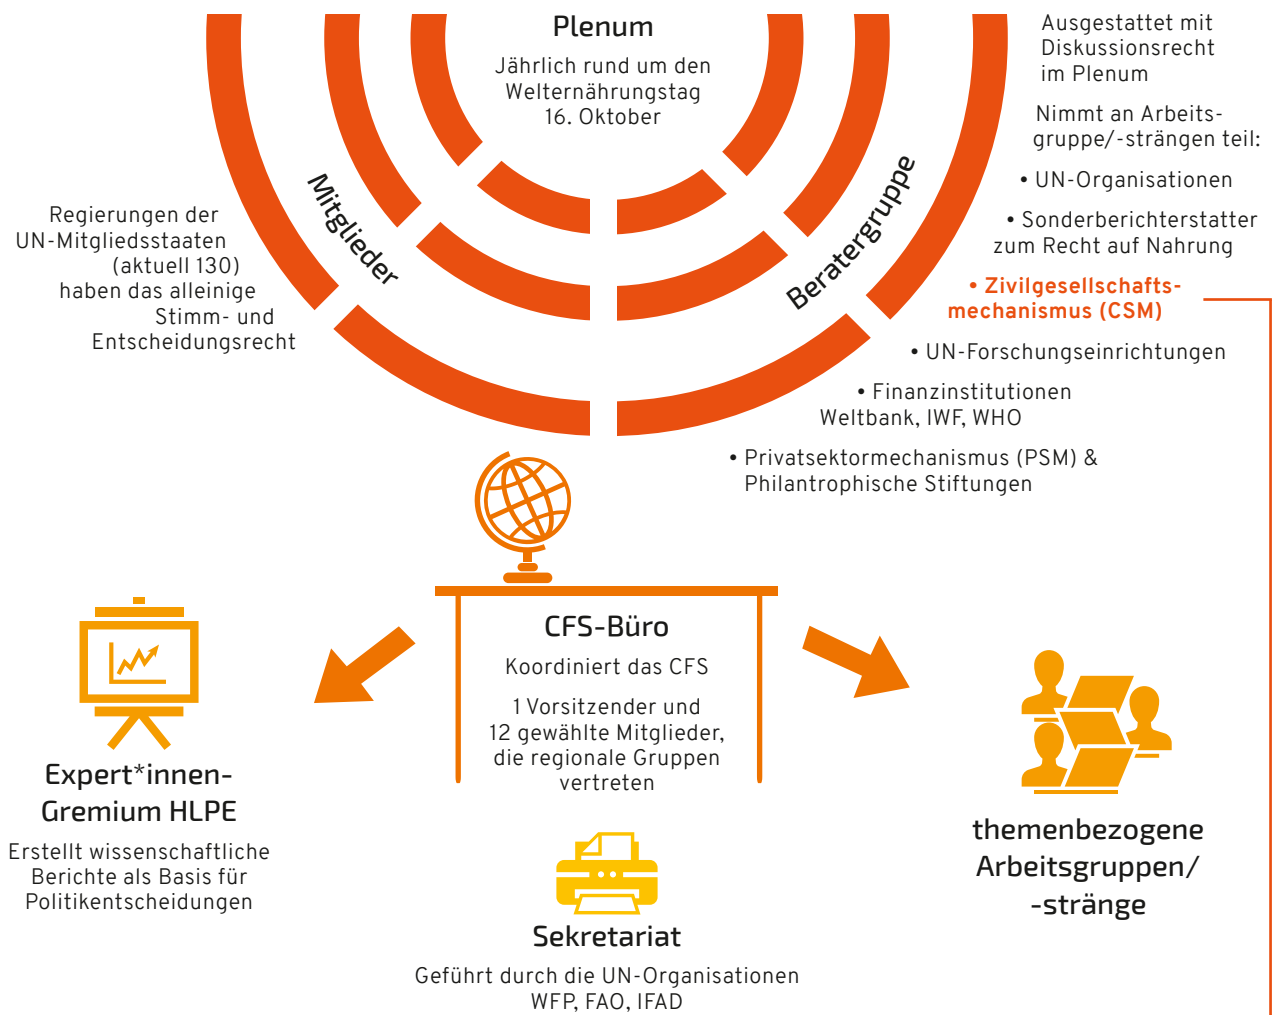 Plenum
Jährlich rund um den
Welternährungstag
16. Oktober
Mitglieder
Regierungen der
UN-Mitgliedsstaaten
(aktuell 130)
haben das alleinige
Stimm- und
Entscheidungsrecht
Beratergruppe
Ausgestattet mit
Diskussionsrecht
im Plenum
Nimmt an Arbeits-
gruppe/-strängen teil:
• UN-Organisationen
• Sonderberichterstatter
zum Recht auf Nahrung
• Zivilgesellschafts-
mechanismus (CSM)
• UN-Forschungseinrichtungen
• Finanzinstitutionen
Weltbank, IWF, WHO
• Privatsektormechanismus (PSM) &
Philantrophische Stiftungen
CFS-Büro
Koordiniert das CFS
1 Vorsitzender und
12 gewählte Mitglieder,
die regionale Gruppen
vertreten
Expert*innen-
Gremium HLPE
Erstellt wissenschaftliche
Berichte als Basis für
Politikentscheidungen
themenbezogene
Arbeitsgruppen/
-stränge
Sekretariat
Geführt durch die UN-Organisationen
WFP, FAO, IFAD